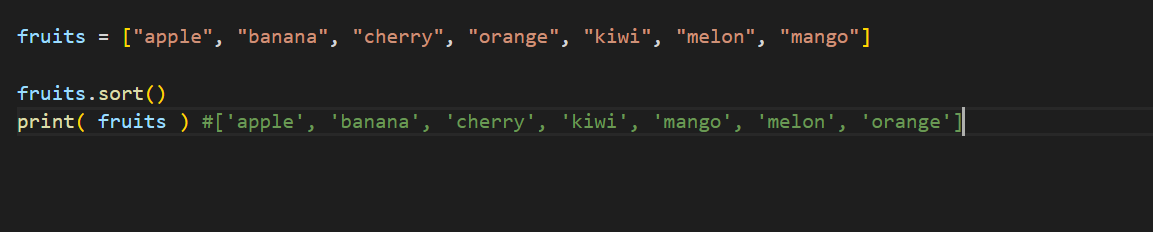 fruits = ["apple", "banana", "cherry", "orange", "kiwi", "melon", "mango"]
fruits.sort()
print( fruits ) #['apple', 'banana', 'cherry', 'kiwi', 'mango', 'melon', 'orange']